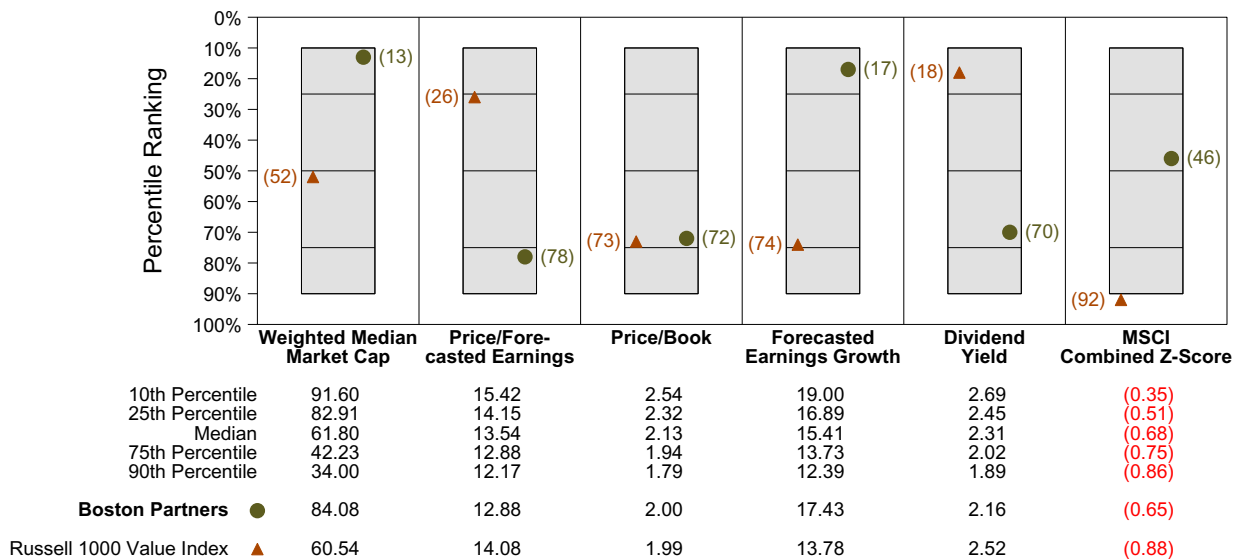 Percentile Ranking
0%
10%
20%
30%
40%
50%
60%
70%
80%
90%
100%
(13)
(52)
(26)
(78)
(73)
(72)
(17)
(74)
(18)
(70)
(46)
(92)
Weighted Median
Market Cap
Price/Fore-
casted Earnings
Price/Book
Forecasted
Earnings Growth
Dividend
Yield
MSCI
Combined Z-Score
10th Percentile 91.60 15.42 2.54 19.00 2.69 (0.35)
25th Percentile 82.91 14.15 2.32 16.89 2.45 (0.51)
Median 61.80 13.54 2.13 15.41 2.31 (0.68)
75th Percentile 42.23 12.88 1.94 13.73 2.02 (0.75)
90th Percentile 34.00 12.17 1.79 12.39 1.89 (0.86)
Boston Partners 84.08 12.88 2.00 17.43 2.16 (0.65)
Russell 1000 Value Index 60.54 14.08 1.99 13.78 2.52 (0.88)